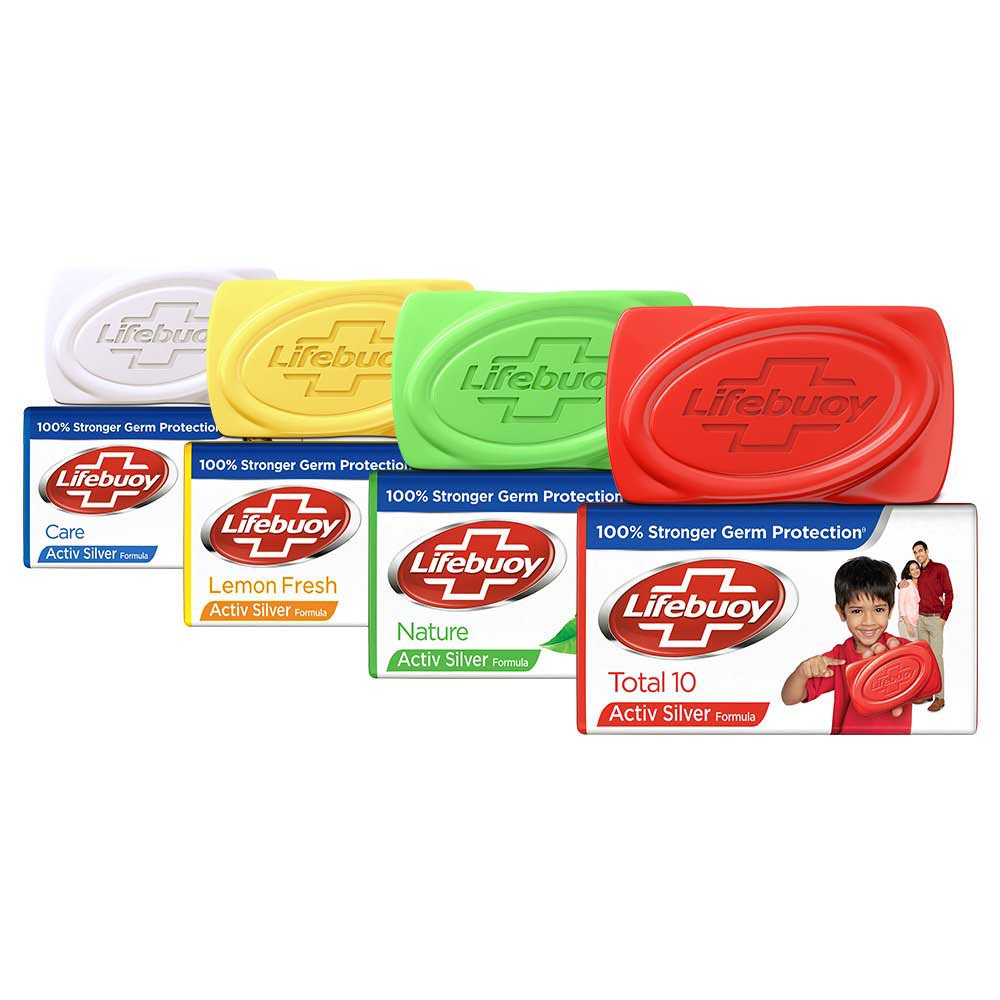 Lifebuoy
100% Stronger Germ Protection
Lifebuoy
Care
Activ Silver Formula
Lifebuoy
100% Stronger Germ Protection
Lifebuoy
Lemon Fresh
Activ Silver Formula
Lifebuoy
100% Stronger Germ Protection
Lifebuoy
Nature
Activ Silver Formula
Lifebuoy
100% Stronger Germ Protection◊
Lifebuoy
Total 10
Activ Silver Formula
Lifebuoy